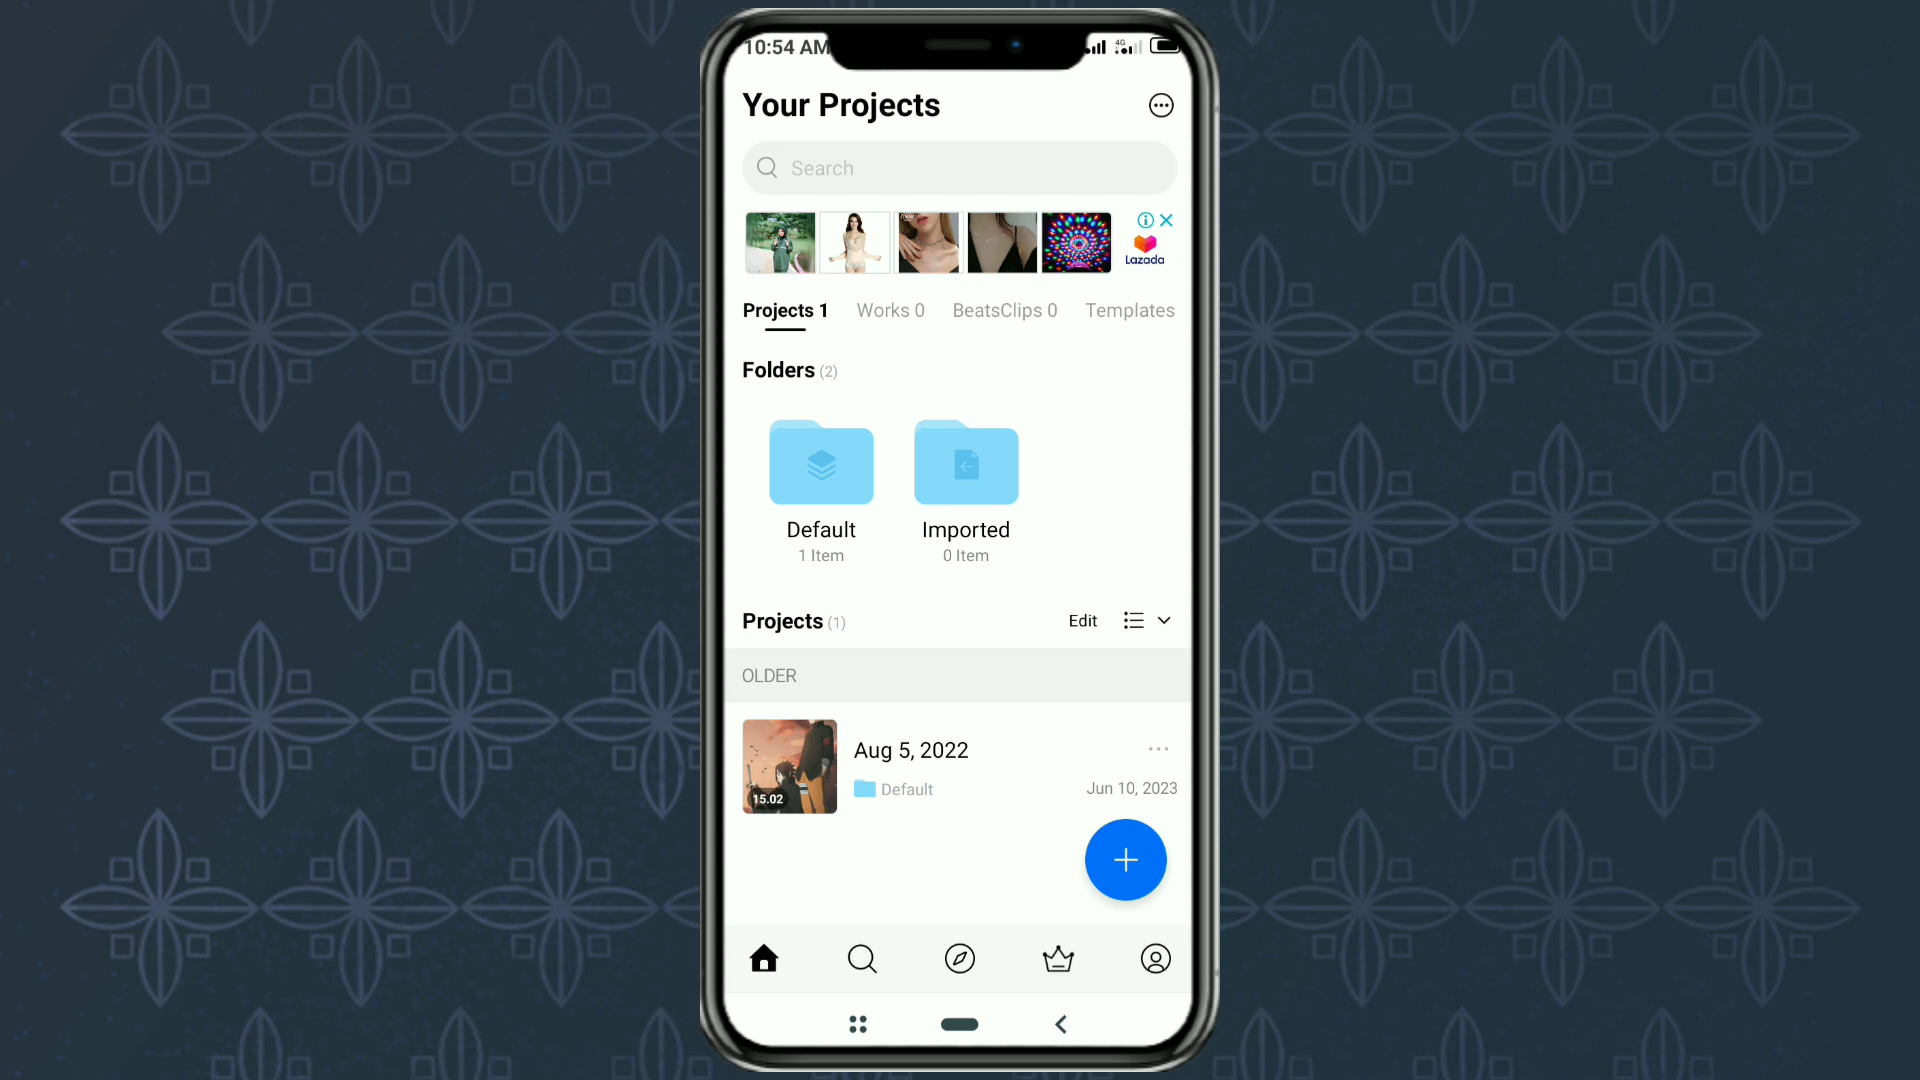 10:54 AM
4G
Your Projects
Search
Lazada
Projects 1
Works 0
BeatsClips 0
Templates
Folders (2)
Default
1 Item
Imported
0 Item
Projects (1)
Edit
OLDER
15.02
Aug 5, 2022
Default
Jun 10, 2023